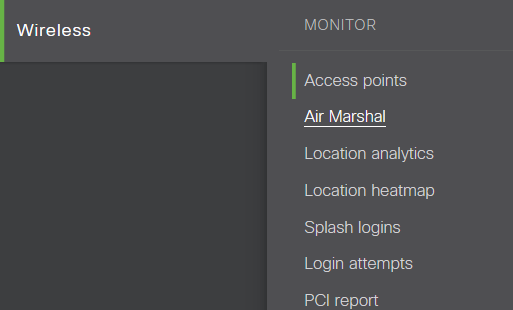 Wireless
MONITOR
Access points
Air Marshal
Location analytics
Location heatmap
Splash logins
Login attempts
PCI report